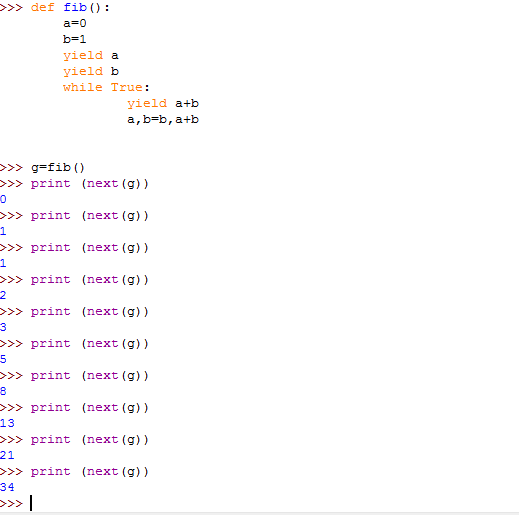 >>> def fib():
        a=0
        b=1
        yield a
        yield b
        while True:
                yield a+b
                a,b=b,a+b
>>> g=fib()
>>> print (next(g))
0
>>> print (next(g))
1
>>> print (next(g))
1
>>> print (next(g))
2
>>> print (next(g))
3
>>> print (next(g))
5
>>> print (next(g))
8
>>> print (next(g))
13
>>> print (next(g))
21
>>> print (next(g))
34
>>>